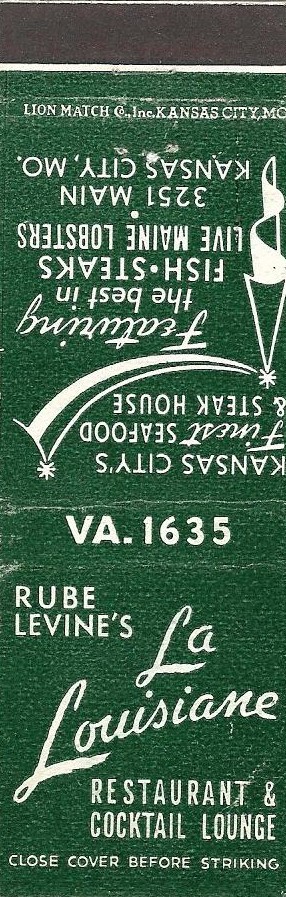 LION MATCH Co., Inc. KANSAS CITY, MO
KANSAS CITY'S
Finest SEAFOOD
& STEAK HOUSE
Featuring
the best in
FISH·STEAKS
LIVE MAINE LOBSTERS
3251 MAIN
KANSAS CITY, MO.
VA. 1635
RUBE
LEVINE'S
La
Louisiane
RESTAURANT &
COCKTAIL LOUNGE
CLOSE COVER BEFORE STRIKING